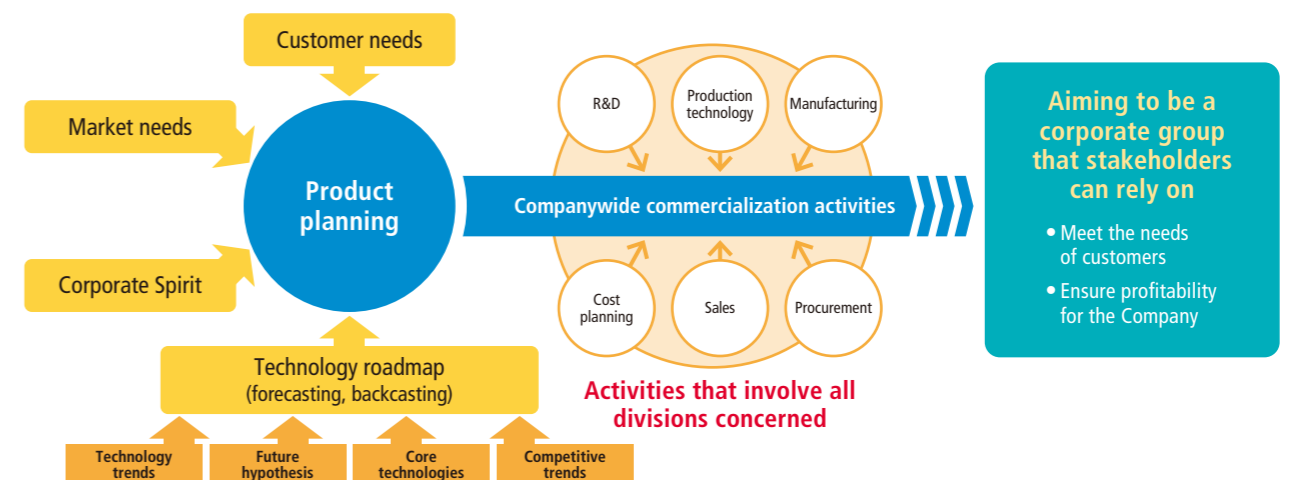 Customer needs
Market needs
Corporate Spirit
Product
planning
Technology roadmap
(forecasting, backcasting)
Technology
trends
Future
hypothesis
Core
technologies
Competitive
trends
R&D
Production
technology
Manufacturing
Companywide commercialization activities
Cost
planning
Sales
Procurement
Activities that involve all
divisions concerned
Aiming to be a
corporate group
that stakeholders
can rely on
• Meet the needs
of customers
• Ensure profitability
for the Company